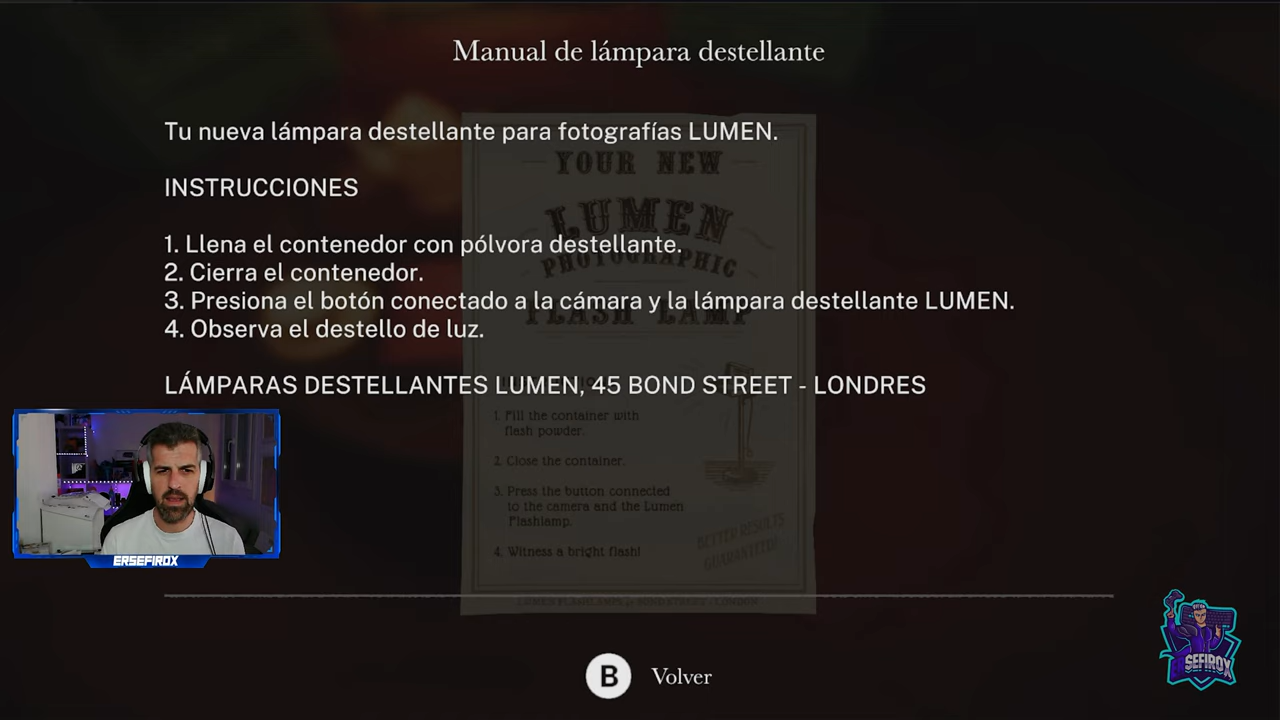 Manual de lámpara destellante
Tu nueva lámpara destellante para fotografías LUMEN.
INSTRUCCIONES
1. Llena el contenedor con pólvora destellante.
2. Cierra el contenedor.
3. Presiona el botón conectado a la cámara y la lámpara destellante LUMEN.
4. Observa el destello de luz.
LÁMPARAS DESTELLANTES LUMEN, 45 BOND STREET - LONDRES
YOUR NEW
LUMEN
PHOTOGRAPHIC
FLASH LAMP
1. Fill the container with
flash powder.
2. Close the container.
3. Press the button connected
to the camera and the Lumen
Flashlamp.
4. Witness a bright flash!
BETTER RESULTS
GUARANTEED!
ERSEFIROX
SEFIROX
B Volver